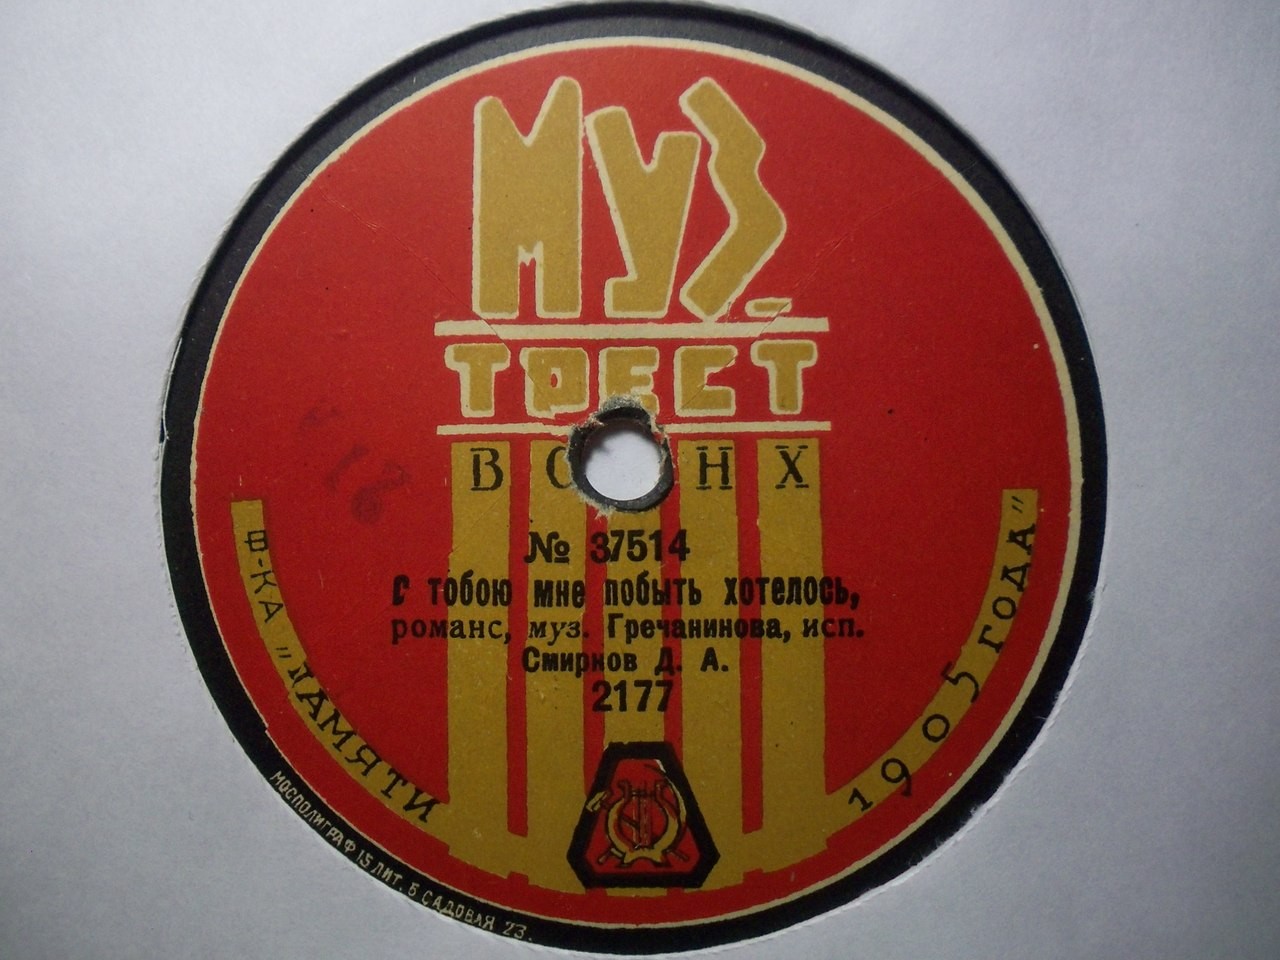 МУЗ-
ТРЕСТ
ВСНХ
№ 37514
С тобою мне побыть хотелось,
романс, муз. Гречанинова, исп.
Смирнов Д. А.
2177
Ф-КА „ПАМЯТИ
1905 ГОДА"
МОСПОЛИГРАФ 15 ЛИТ. Б САДОВАЯ 23.